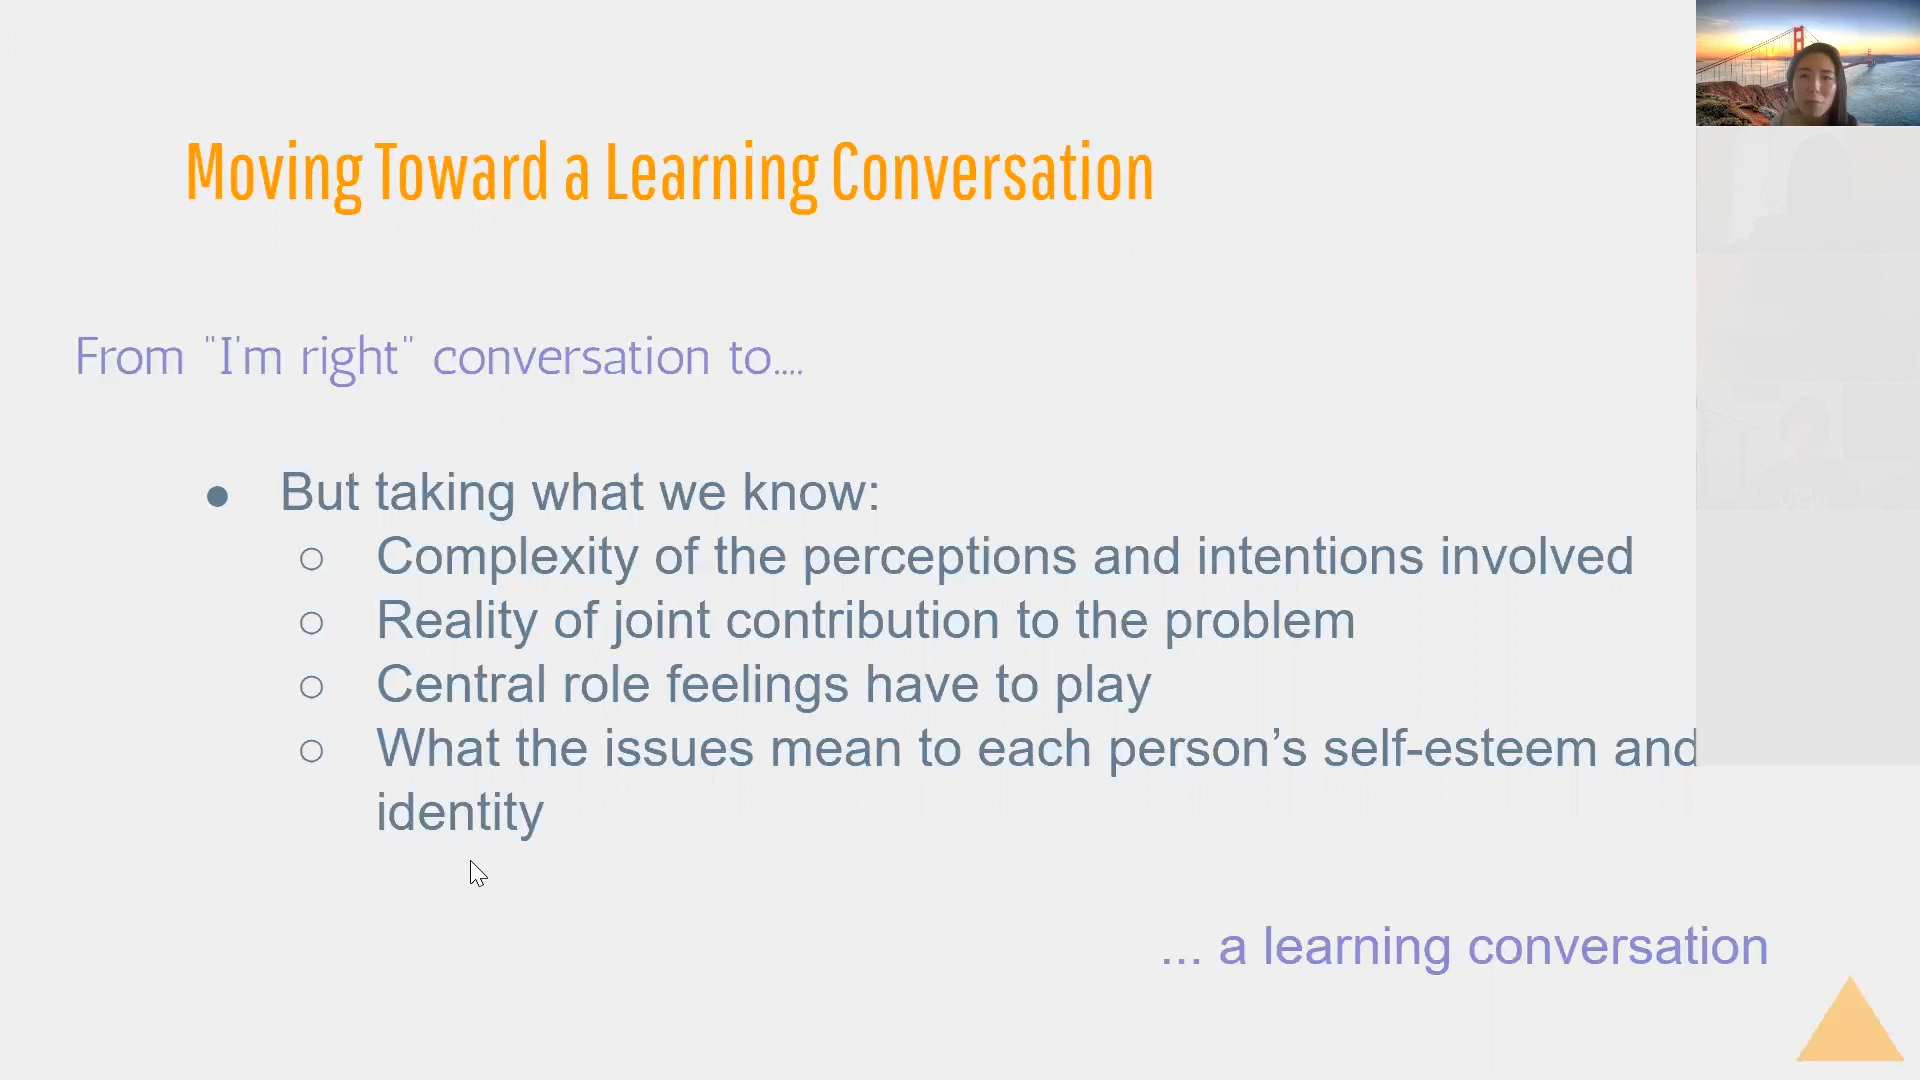 Moving Toward a Learning Conversation
From "I'm right" conversation to....
● But taking what we know:
○ Complexity of the perceptions and intentions involved
○ Reality of joint contribution to the problem
○ Central role feelings have to play
○ What the issues mean to each person’s self-esteem and
identity
... a learning conversation